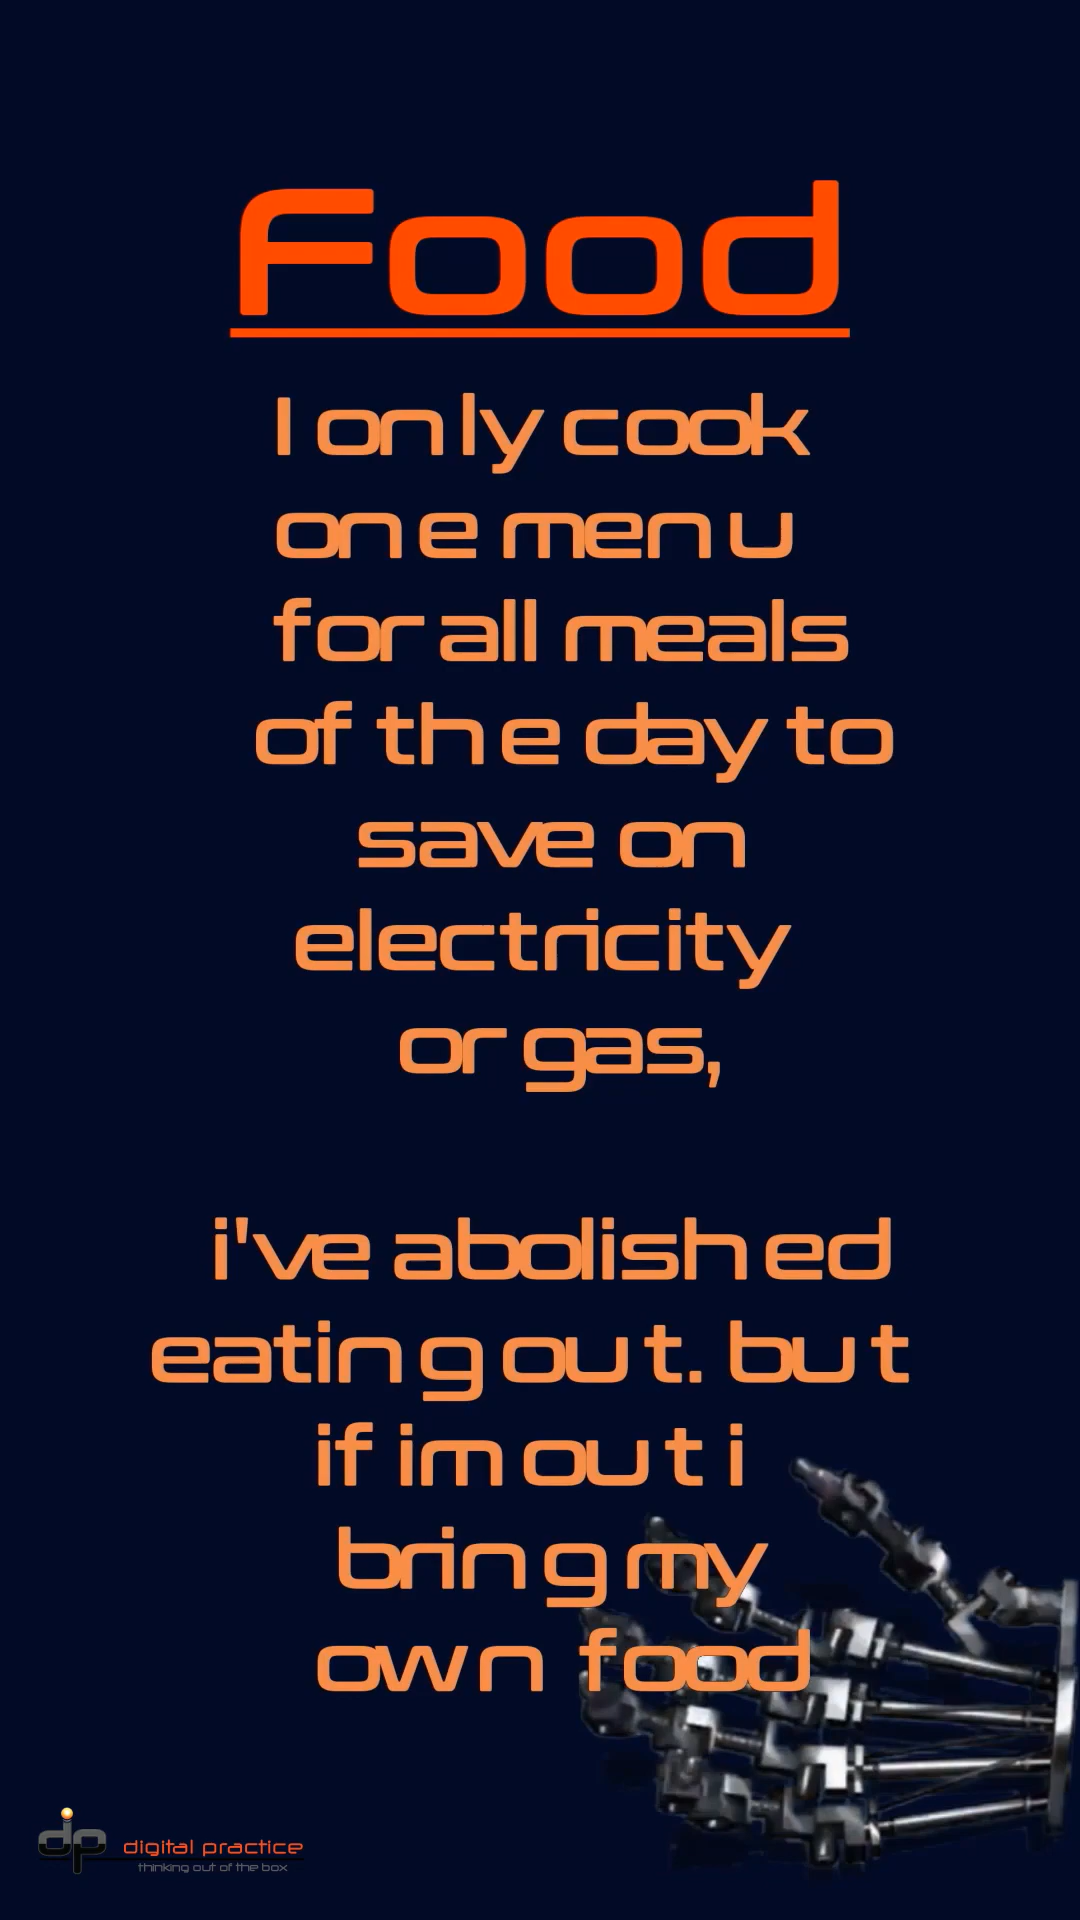 Food
I only cook
one menu
for all meals
of the day to
save on
electricity
or gas,
i've abolished
eating out. but
if im out i
bring my
own food
dp digital practice
thinking out of the box